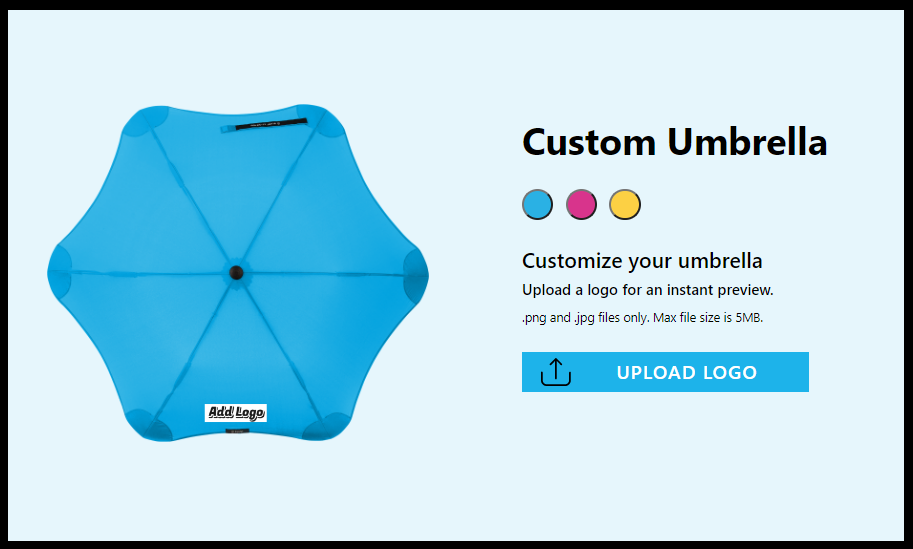 Custom Umbrella
Customize your umbrella
Upload a logo for an instant preview.
.png and .jpg files only. Max file size is 5MB.
UPLOAD LOGO
Add Logo